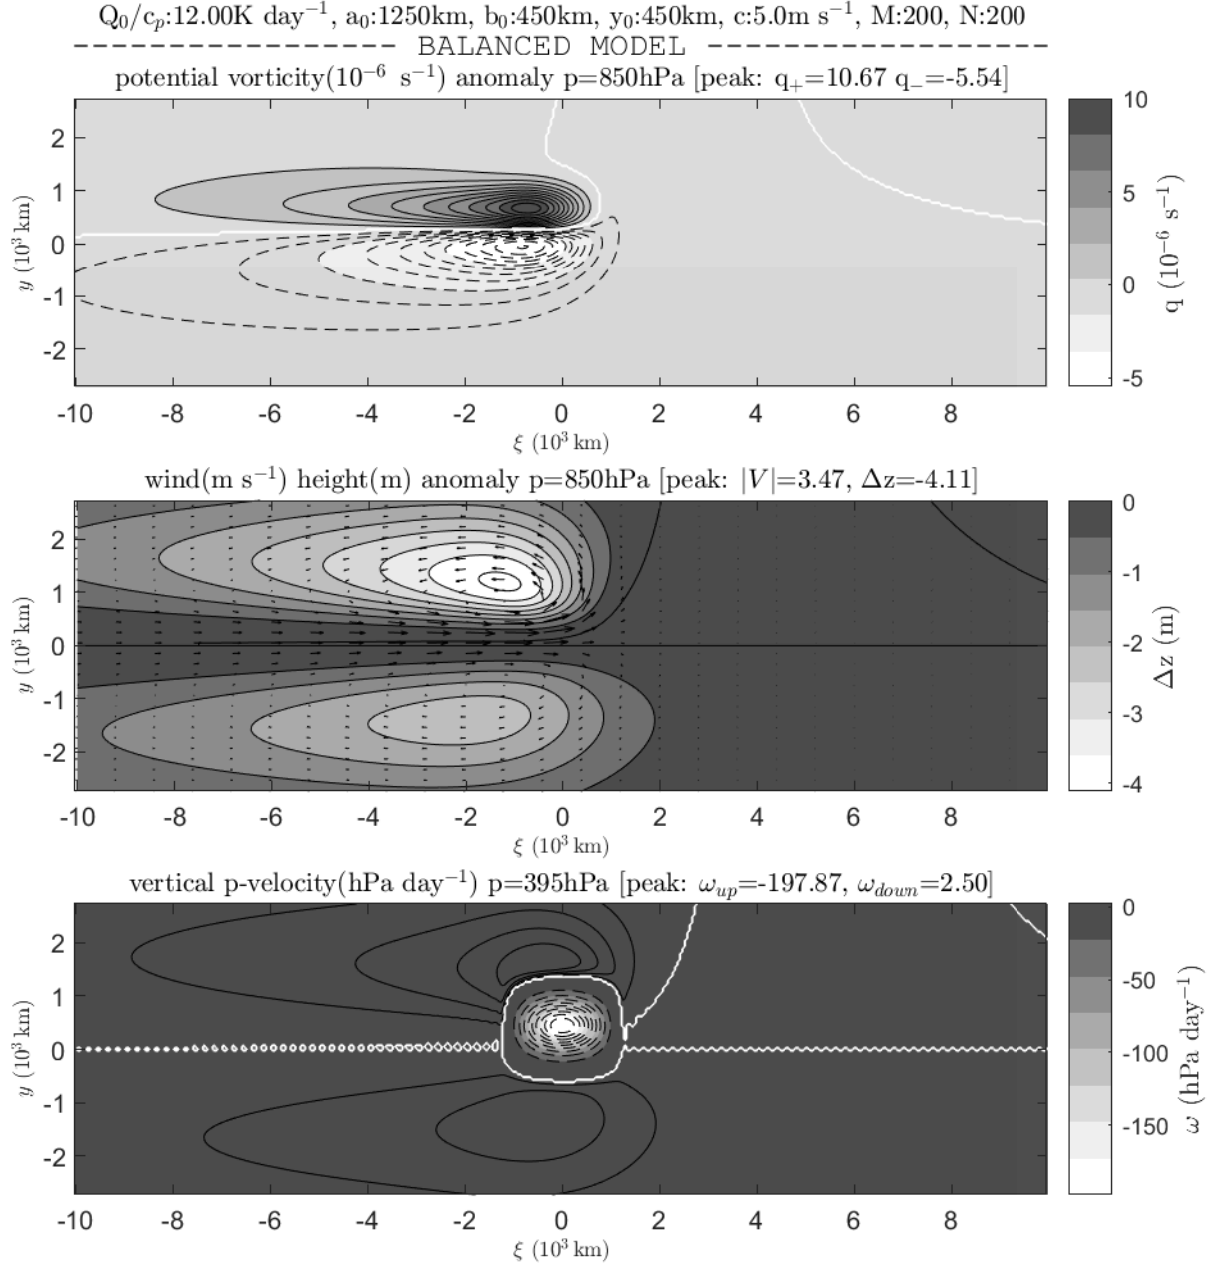 Q₀/cₚ:12.00K day⁻¹, a₀:1250km, b₀:450km, y₀:450km, c:5.0m s⁻¹, M:200, N:200
BALANCED MODEL
potential vorticity(10⁻⁶ s⁻¹) anomaly p=850hPa [peak: q₊=10.67 q₋=-5.54]
2
1
0
-1
-2
y (10³ km)
-10 -8 -6 -4 -2 0 2 4 6 8
ξ (10³ km)
10
5
0
-5
q (10⁻⁶ s⁻¹)
wind(m s⁻¹) height(m) anomaly p=850hPa [peak: |V|=3.47, Δz=-4.11]
2
1
0
-1
-2
y (10³ km)
-10 -8 -6 -4 -2 0 2 4 6 8
ξ (10³ km)
0
-1
-2
-3
-4
Δz (m)
vertical p-velocity(hPa day⁻¹) p=395hPa [peak: ω_up=-197.87, ω_down=2.50]
2
1
0
-1
-2
y (10³ km)
-10 -8 -6 -4 -2 0 2 4 6 8
ξ (10³ km)
0
-50
-100
-150
ω (hPa day⁻¹)